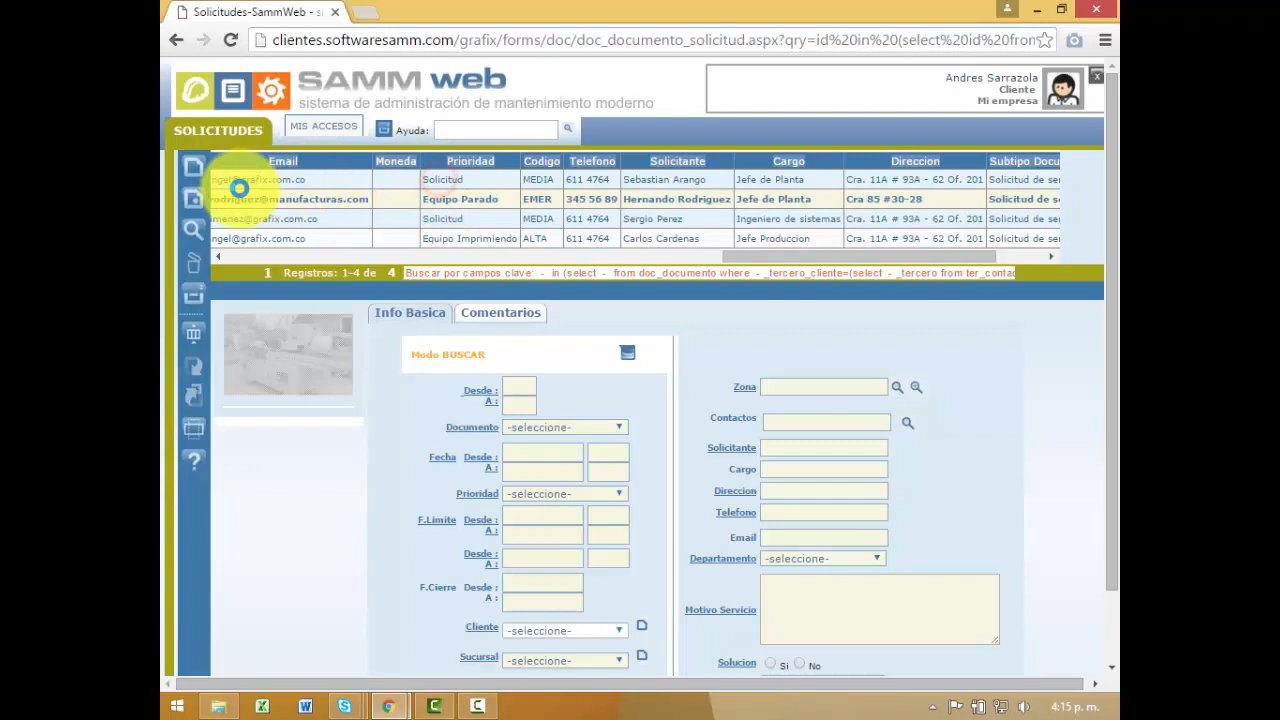 Solicitudes-SammWeb - s
clientes.softwaresamm.com/grafix/forms/doc/doc_documento_solicitud.aspx?qry=id%20in%20(select%20id%20from
SAMM web
sistema de administración de mantenimiento moderno
Andres Sarrazola
Cliente
Mi empresa
x
SOLICITUDES
MIS ACCESOS
Ayuda:
Email Moneda Prioridad Codigo Telefono Solicitante Cargo Direccion Subtipo Docu
ngel@grafix.com.co Solicitud MEDIA 611 4764 Sebastian Arango Jefe de Planta Cra. 11A # 93A - 62 Of. 201 Solicitud de ser
rodriguez@manufacturas.com Equipo Parado EMER 345 56 89 Hernando Rodriguez Jefe de Planta Cra 85 #30-28 Solicitud de s
imenez@grafix.com.co Solicitud MEDIA 611 4764 Sergio Perez Ingeniero de sistemas Cra. 11A # 93A - 62 Of. 201 Solicitud de ser
ngel@grafix.com.co Equipo Imprimiendo ALTA 611 4764 Carlos Cardenas Jefe Produccion Cra. 11A # 93A - 62 Of. 201 Solicitud de ser
1 Registros: 1-4 de 4 Buscar por campos clave: - in (select - from doc_documento where - _tercero_cliente=(select - _tercero from ter_contac
Info Basica Comentarios
Modo BUSCAR
Desde :
A :
Documento -seleccione-
Fecha Desde :
A :
Prioridad -seleccione-
F.Limite Desde :
A :
Desde :
A :
F.Cierre Desde :
A :
Cliente -seleccione-
Sucursal -seleccione-
Zona
Contactos
Solicitante
Cargo
Direccion
Telefono
Email
Departamento -seleccione-
Motivo Servicio
Solucion Si No
?
4:15 p. m.